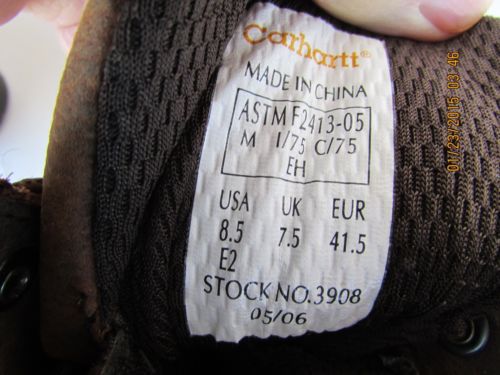 Carhartt®
MADE IN CHINA
ASTM F2413-05
M I/75 C/75
EH
USA UK EUR
8.5 7.5 41.5
E2
STOCK NO. 3908
05/06
01/23/2015 03:46